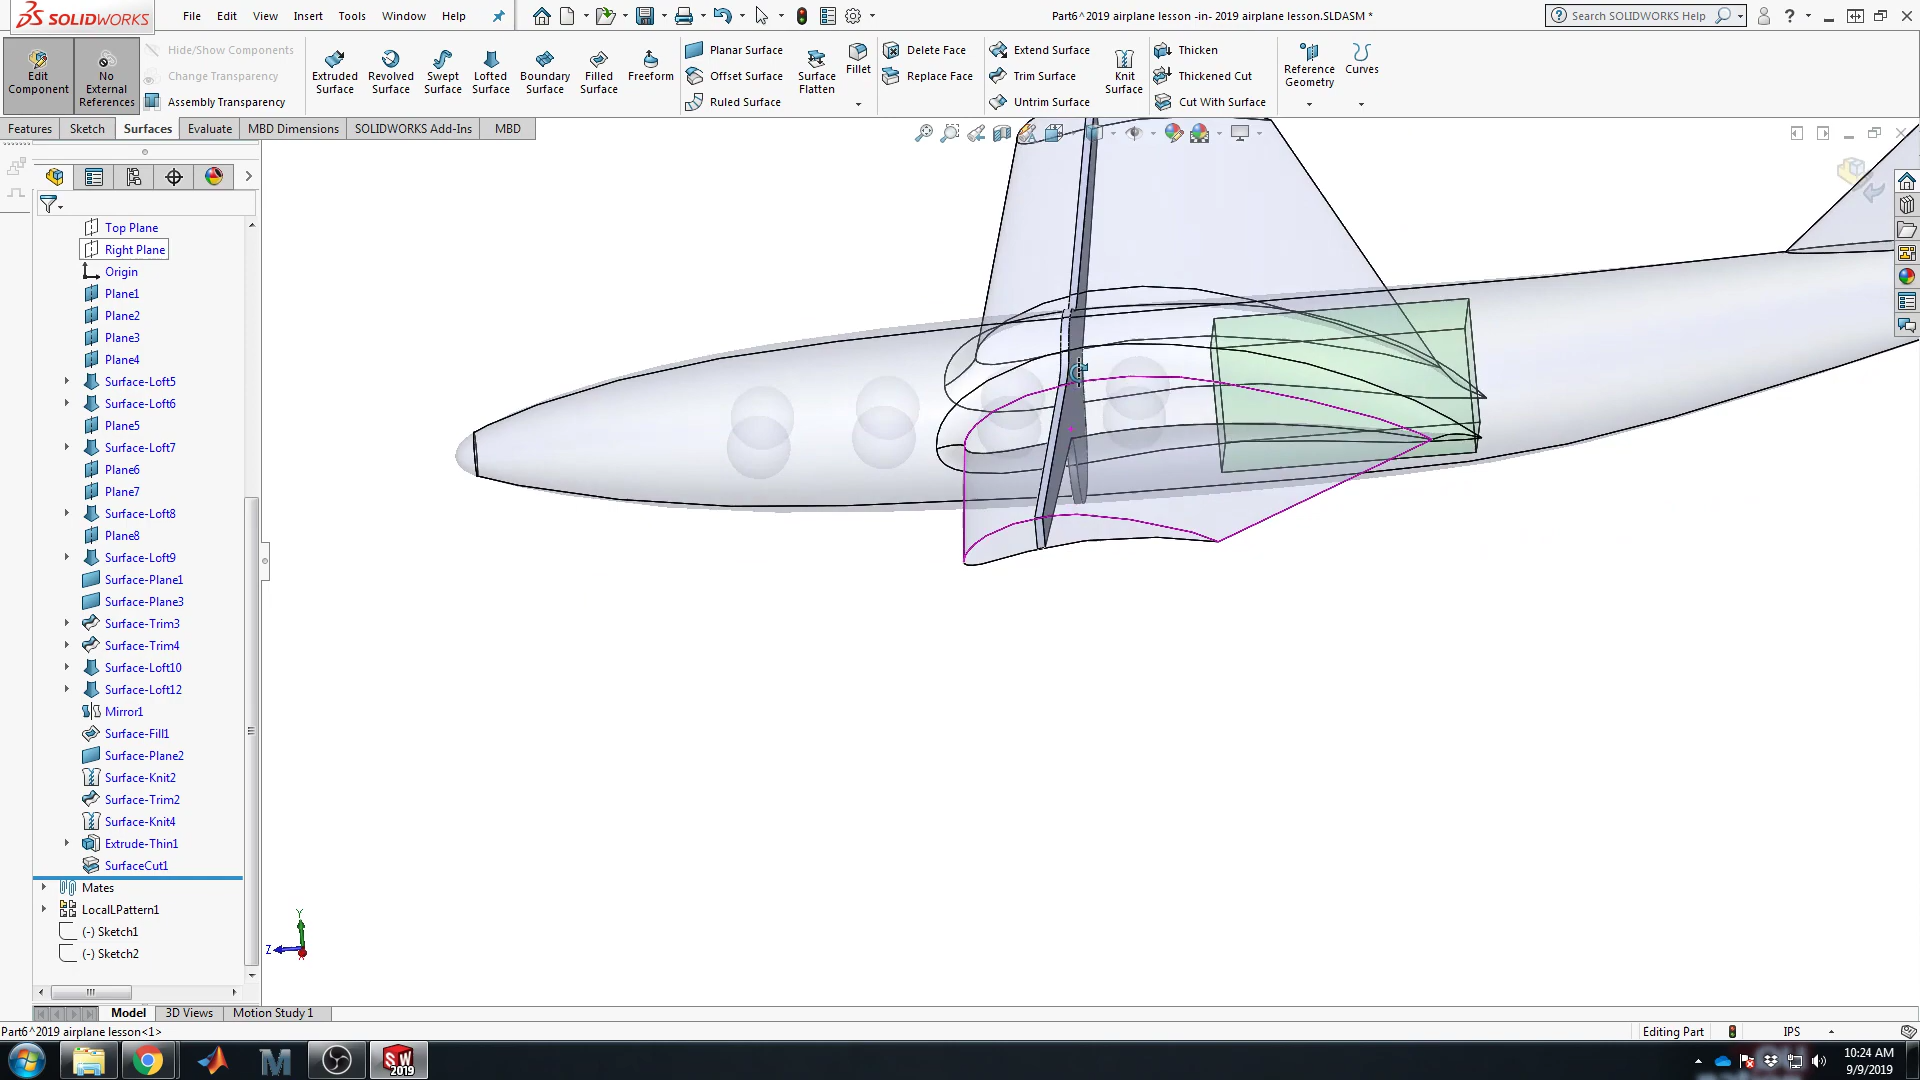 SOLIDWORKS
File Edit View Insert Tools Window Help
Part6^2019 airplane lesson -in- 2019 airplane lesson.SLDASM *
Search SOLIDWORKS Help
Edit Component
No External References
Hide/Show Components
Change Transparency
Assembly Transparency
Extruded Surface
Revolved Surface
Swept Surface
Lofted Surface
Boundary Surface
Filled Surface
Freeform
Planar Surface
Offset Surface
Ruled Surface
Surface Flatten
Fillet
Delete Face
Replace Face
Extend Surface
Trim Surface
Untrim Surface
Knit Surface
Thicken
Thickened Cut
Cut With Surface
Reference Geometry
Curves
Features Sketch Surfaces Evaluate MBD Dimensions SOLIDWORKS Add-Ins MBD
Top Plane
Right Plane
Origin
Plane1
Plane2
Plane3
Plane4
Surface-Loft5
Surface-Loft6
Plane5
Surface-Loft7
Plane6
Plane7
Surface-Loft8
Plane8
Surface-Loft9
Surface-Plane1
Surface-Plane3
Surface-Trim3
Surface-Trim4
Surface-Loft10
Surface-Loft12
Mirror1
Surface-Fill1
Surface-Plane2
Surface-Knit2
Surface-Trim2
Surface-Knit4
Extrude-Thin1
SurfaceCut1
Mates
LocalLPattern1
(-) Sketch1
(-) Sketch2
Y
Z
Model 3D Views Motion Study 1
Part6^2019 airplane lesson<1>
Editing Part
IPS
SW 2019
10:24 AM
9/9/2019